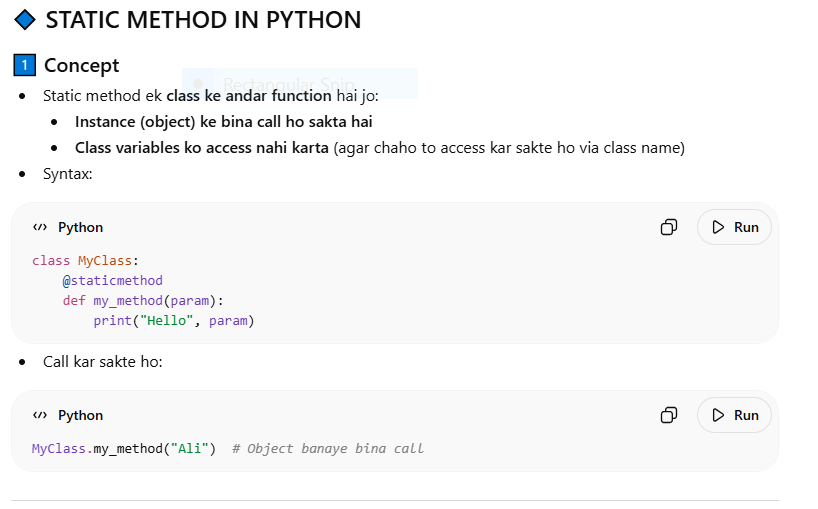 STATIC METHOD IN PYTHON
1 Concept
Rectangular Snip
• Static method ek class ke andar function hai jo:
• Instance (object) ke bina call ho sakta hai
• Class variables ko access nahi karta (agar chaho to access kar sakte ho via class name)
• Syntax:
Python Run
class MyClass:
    @staticmethod
    def my_method(param):
        print("Hello", param)
• Call kar sakte ho:
Python Run
MyClass.my_method("Ali")  # Object banaye bina call